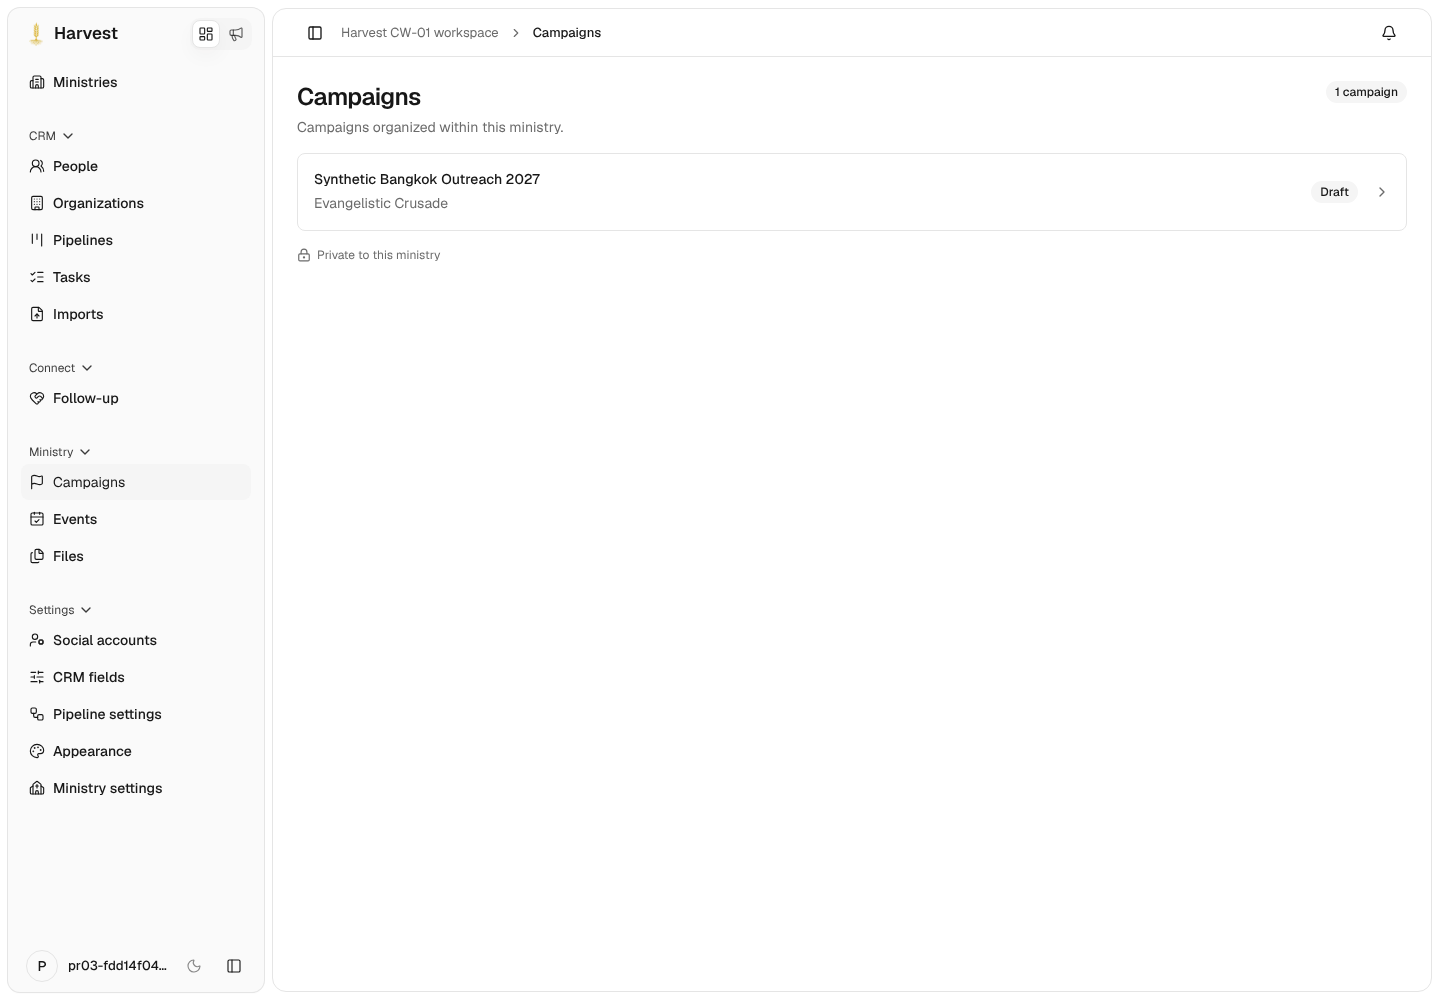 Harvest
Ministries
CRM
People
Organizations
Pipelines
Tasks
Imports
Connect
Follow-up
Ministry
Campaigns
Events
Files
Settings
Social accounts
CRM fields
Pipeline settings
Appearance
Ministry settings
P
pr03-fdd14f04...
Harvest CW-01 workspace > Campaigns
Campaigns
1 campaign
Campaigns organized within this ministry.
Synthetic Bangkok Outreach 2027
Evangelistic Crusade
Draft
Private to this ministry